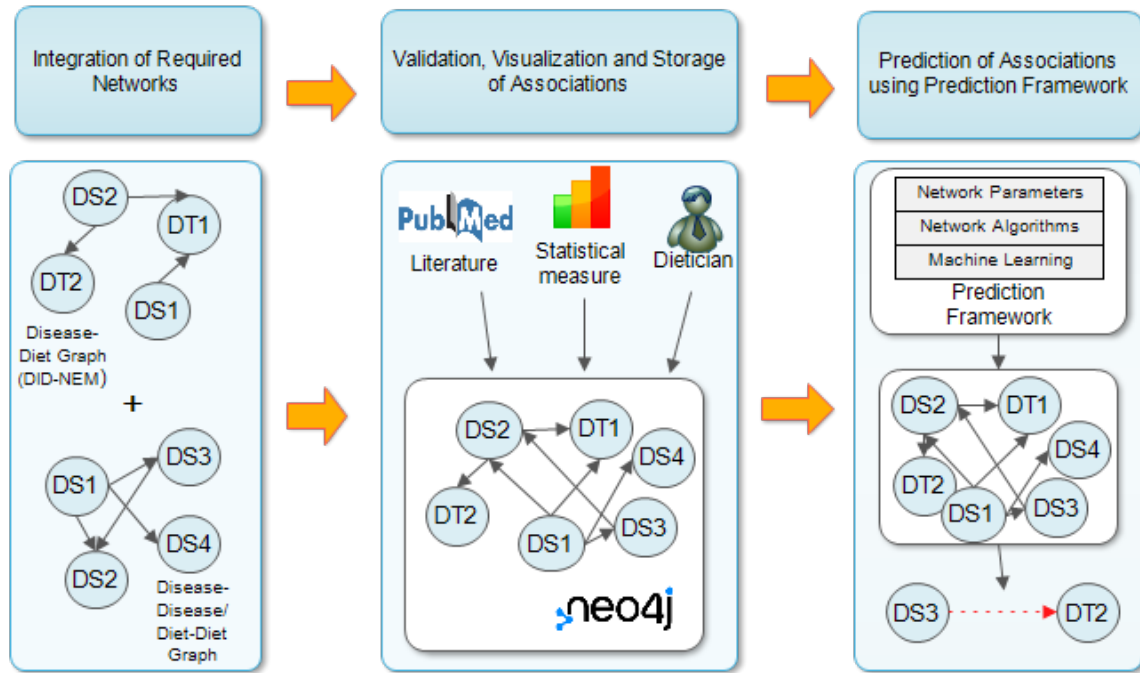 Integration of Required
Networks
Validation, Visualization and Storage
of Associations
Prediction of Associations
using Prediction Framework
DS2
DT1
DT2
DS1
Disease-
Diet Graph
(DID-NEM)
+
DS3
DS1
DS4
DS2
Disease-
Disease/
Diet-Diet
Graph
PubMed
Literature
Statistical
measure
Dietician
DS2
DT1
DS4
DT2
DS1
DS3
neo4j
Network Parameters
Network Algorithms
Machine Learning
Prediction
Framework
DS2
DT1
DS4
DT2
DS1
DS3
DS3
DT2